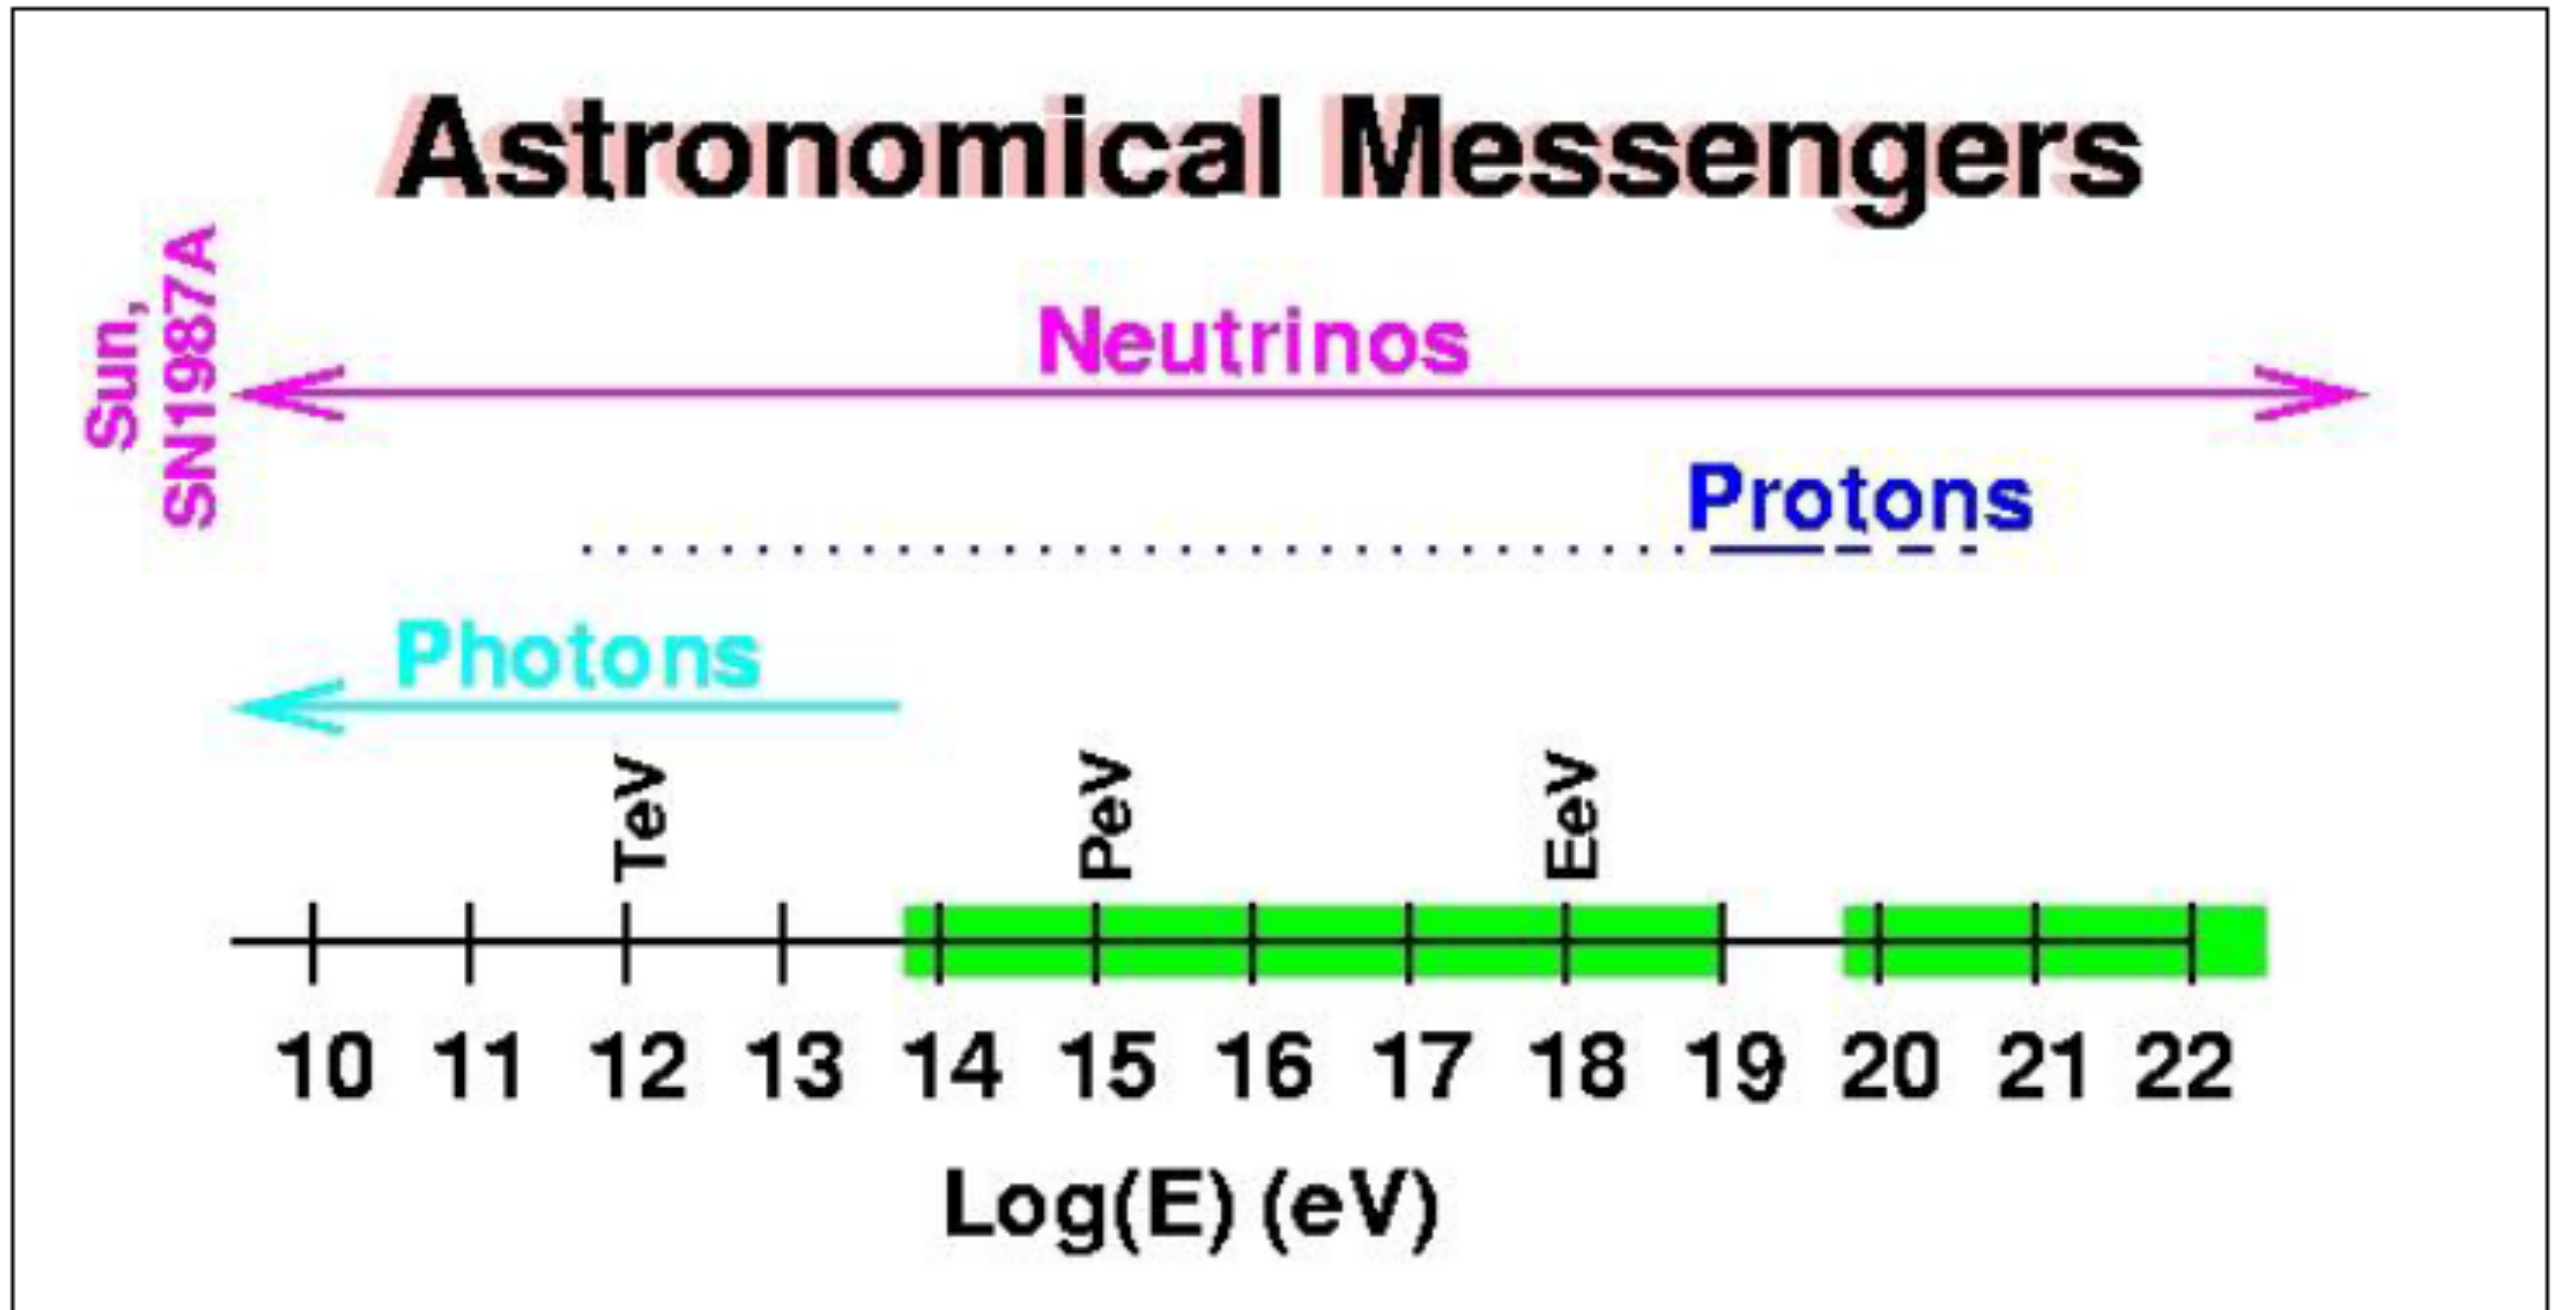 Astronomical Messengers
Sun,
SN1987A
Neutrinos
Protons
Photons
TeV PeV EeV
10 11 12 13 14 15 16 17 18 19 20 21 22
Log(E) (eV)